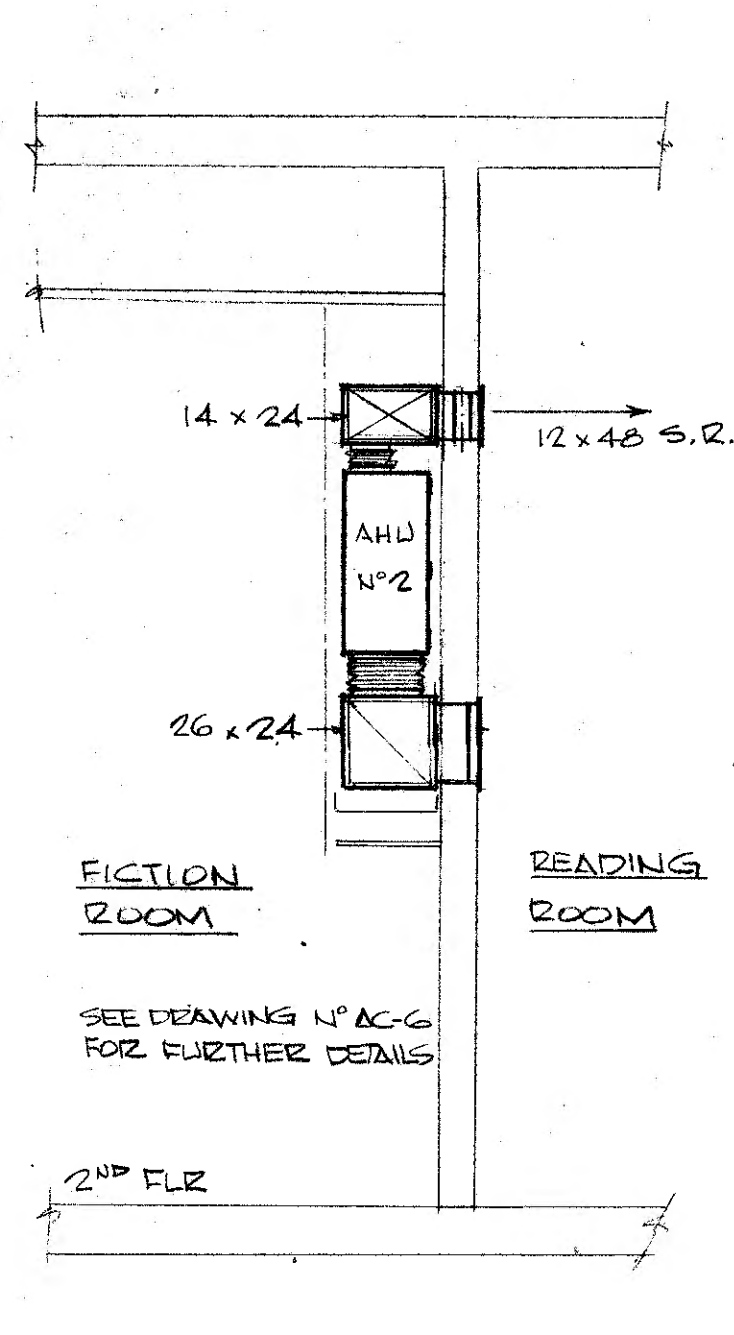 14 x 24
12 x 48 S.R.
AHU
N° 2
26 x 24
FICTION
ROOM
READING
ROOM
SEE DRAWING N° AC-6
FOR FURTHER DETAILS
2ND FLR